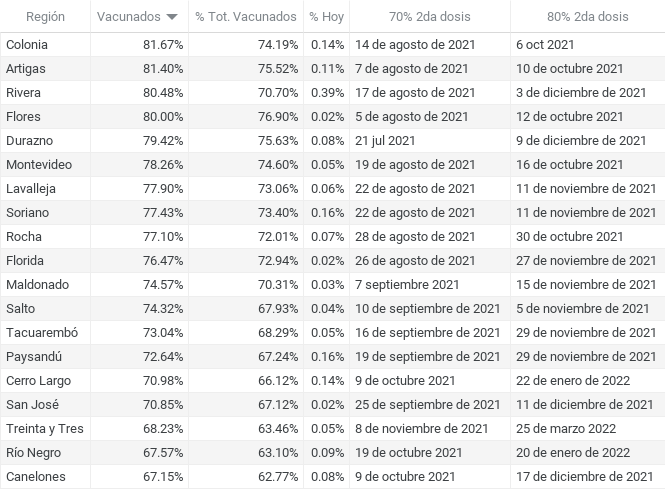 Región Vacunados % Tot. Vacunados % Hoy 70% 2da dosis 80% 2da dosis
Colonia 81.67% 74.19% 0.14% 14 de agosto de 2021 6 oct 2021
Artigas 81.40% 75.52% 0.11% 7 de agosto de 2021 10 de octubre 2021
Rivera 80.48% 70.70% 0.39% 17 de agosto de 2021 3 de diciembre de 2021
Flores 80.00% 76.90% 0.02% 5 de agosto de 2021 12 de octubre 2021
Durazno 79.42% 75.63% 0.08% 21 jul 2021 9 de diciembre de 2021
Montevideo 78.26% 74.60% 0.05% 19 de agosto de 2021 16 de octubre 2021
Lavalleja 77.90% 73.06% 0.06% 22 de agosto de 2021 11 de noviembre de 2021
Soriano 77.43% 73.40% 0.16% 22 de agosto de 2021 11 de noviembre de 2021
Rocha 77.10% 72.01% 0.07% 28 de agosto de 2021 30 de octubre 2021
Florida 76.47% 72.94% 0.02% 26 de agosto de 2021 27 de noviembre de 2021
Maldonado 74.57% 70.31% 0.03% 7 septiembre 2021 15 de noviembre de 2021
Salto 74.32% 67.93% 0.04% 10 de septiembre de 2021 5 de noviembre de 2021
Tacuarembó 73.04% 68.29% 0.05% 16 de septiembre de 2021 29 de noviembre de 2021
Paysandú 72.64% 67.24% 0.16% 19 de septiembre de 2021 29 de noviembre de 2021
Cerro Largo 70.98% 66.12% 0.14% 9 de octubre 2021 22 de enero de 2022
San José 70.85% 67.12% 0.02% 25 de septiembre de 2021 11 de diciembre de 2021
Treinta y Tres 68.23% 63.46% 0.05% 8 de noviembre de 2021 25 de marzo 2022
Río Negro 67.57% 63.10% 0.09% 19 de octubre 2021 20 de enero de 2022
Canelones 67.15% 62.77% 0.08% 9 de octubre 2021 17 de diciembre de 2021